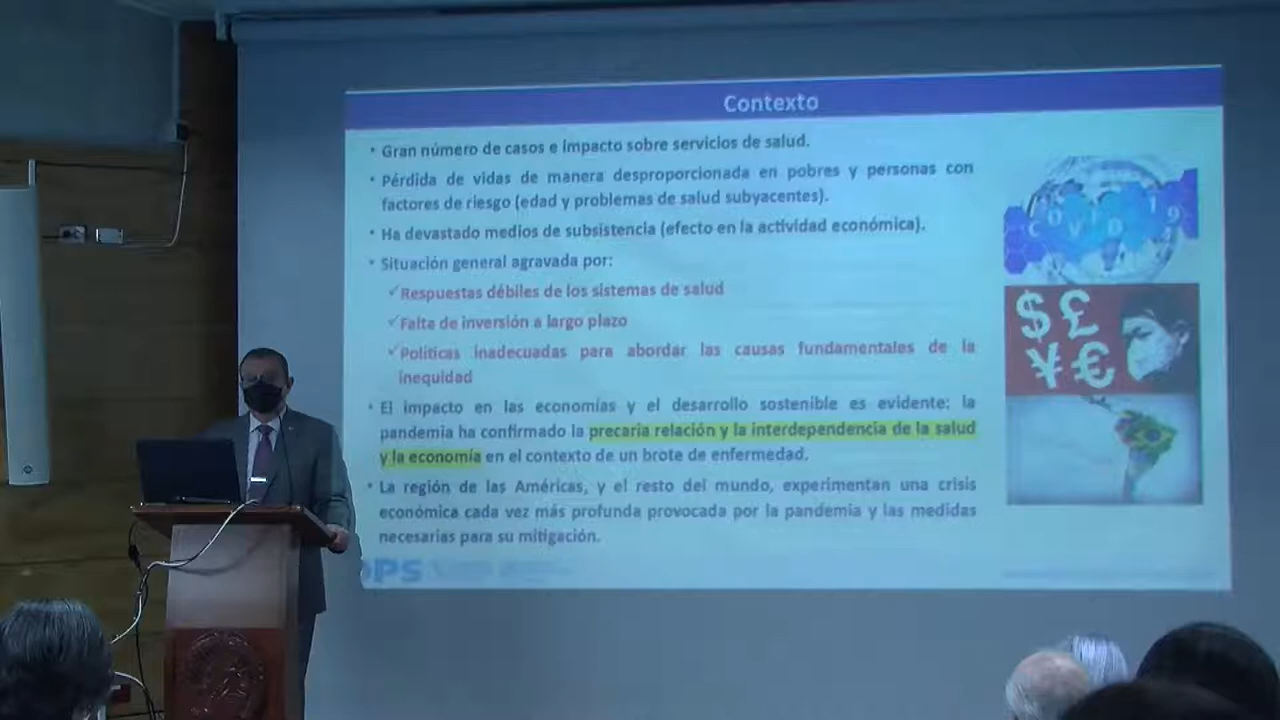 Contexto
• Gran número de casos e impacto sobre servicios de salud.
• Pérdida de vidas de manera desproporcionada en pobres y personas con
factores de riesgo (edad y problemas de salud subyacentes).
• Ha devastado medios de subsistencia (efecto en la actividad económica).
• Situación general agravada por:
✓Respuestas débiles de los sistemas de salud
✓Falta de inversión a largo plazo
✓Políticas inadecuadas para abordar las causas fundamentales de la
inequidad
• El impacto en las economías y el desarrollo sostenible es evidente: la
pandemia ha confirmado la precaria relación y la interdependencia de la salud
y la economía en el contexto de un brote de enfermedad.
• La región de las Américas, y el resto del mundo, experimentan una crisis
económica cada vez más profunda provocada por la pandemia y las medidas
necesarias para su mitigación.
OPS
COVID 19
$ £
¥ €